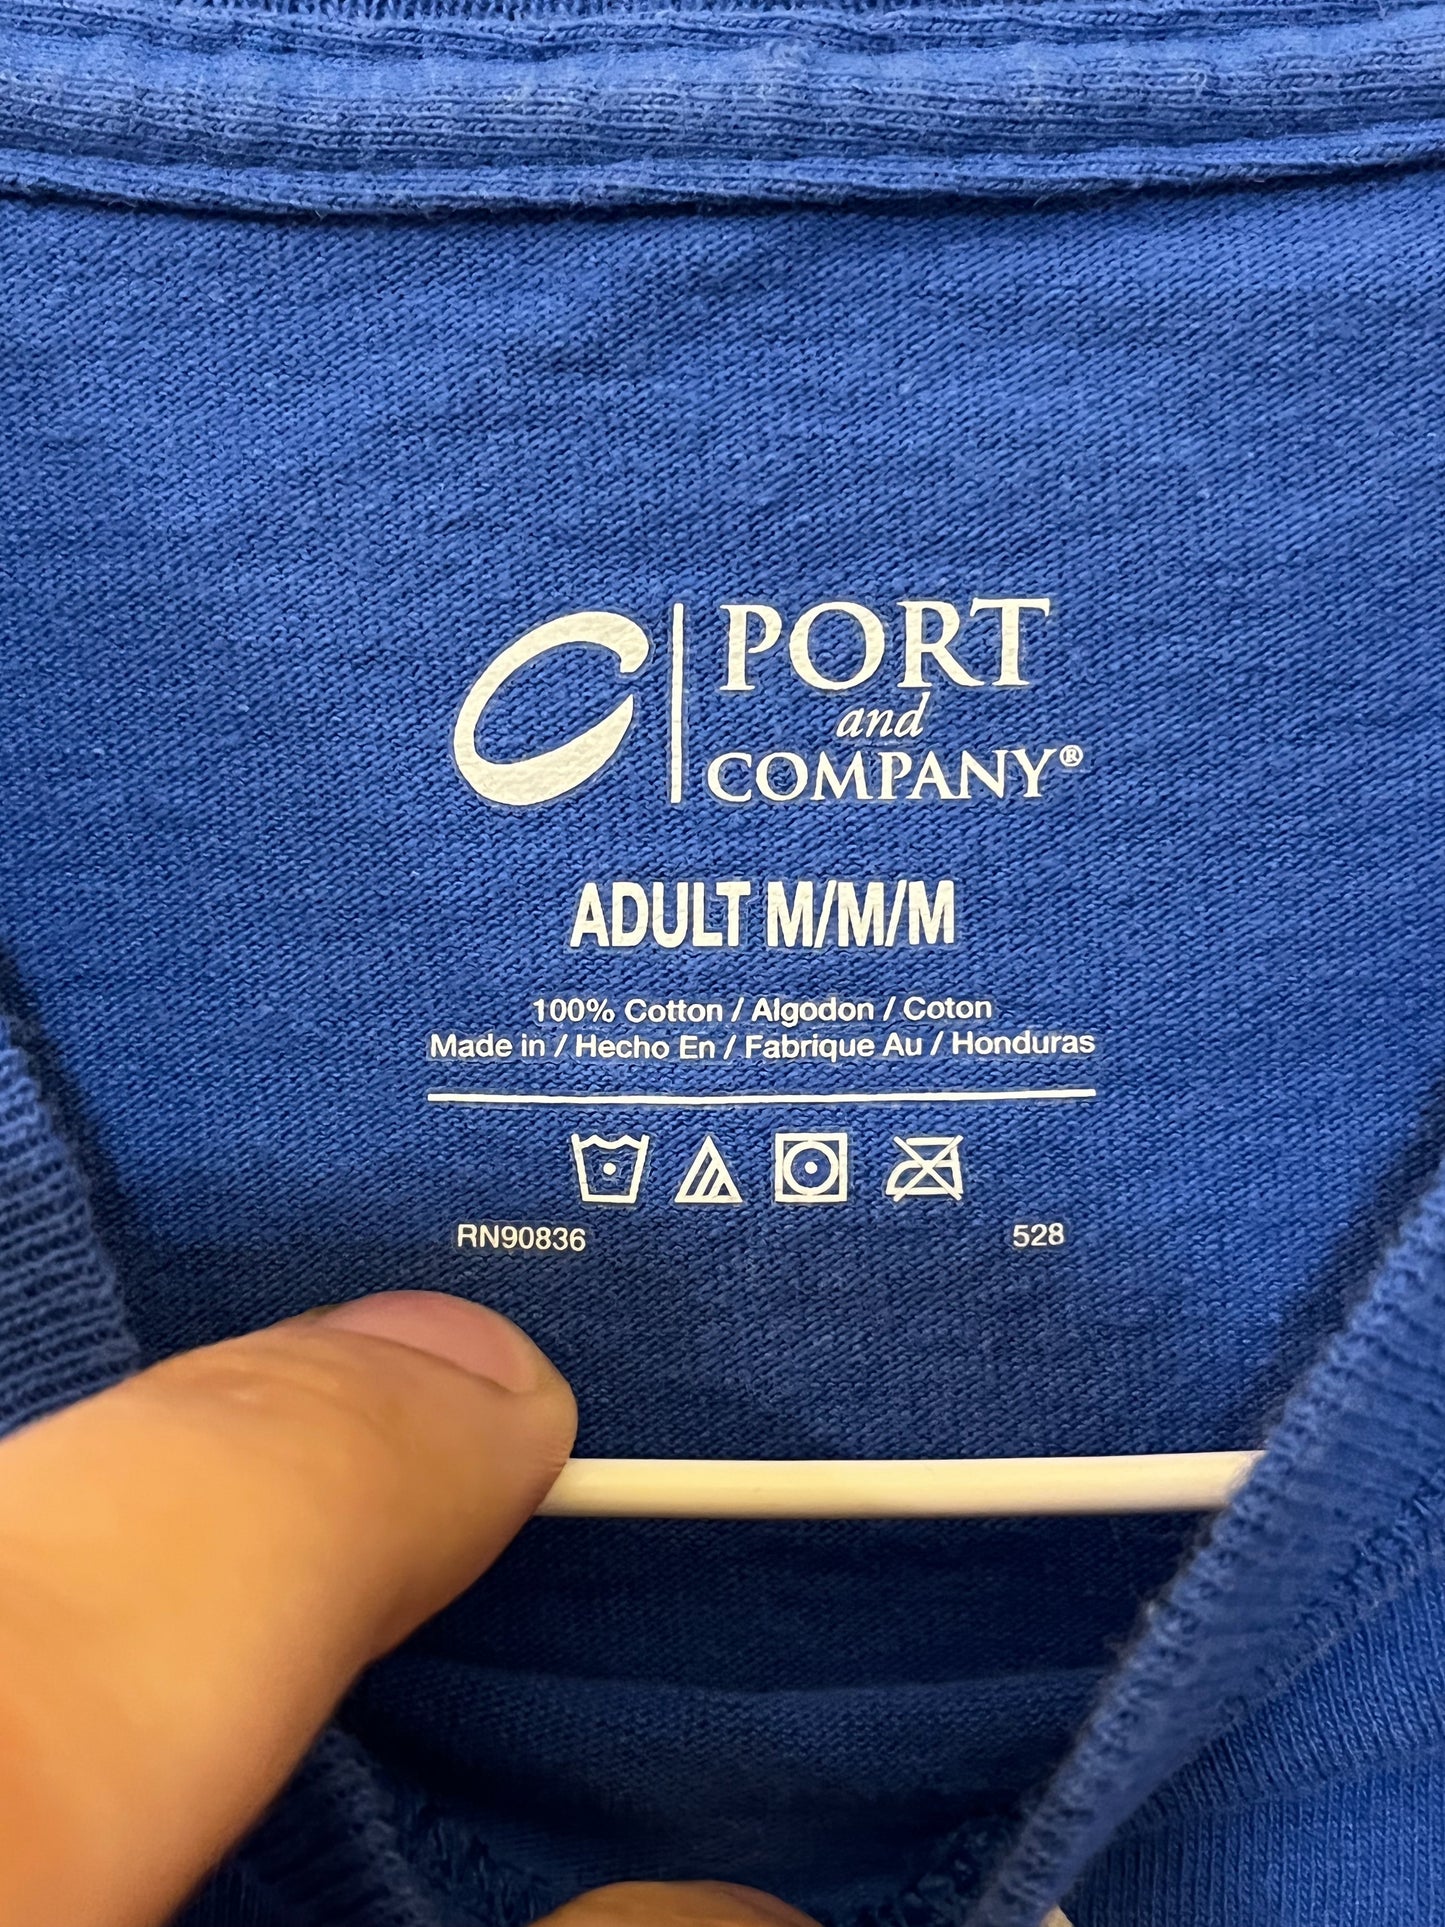 PORT
and
COMPANY®
ADULT M/M/M
100% Cotton / Algodon / Coton
Made in / Hecho En / Fabrique Au / Honduras
RN90836 528